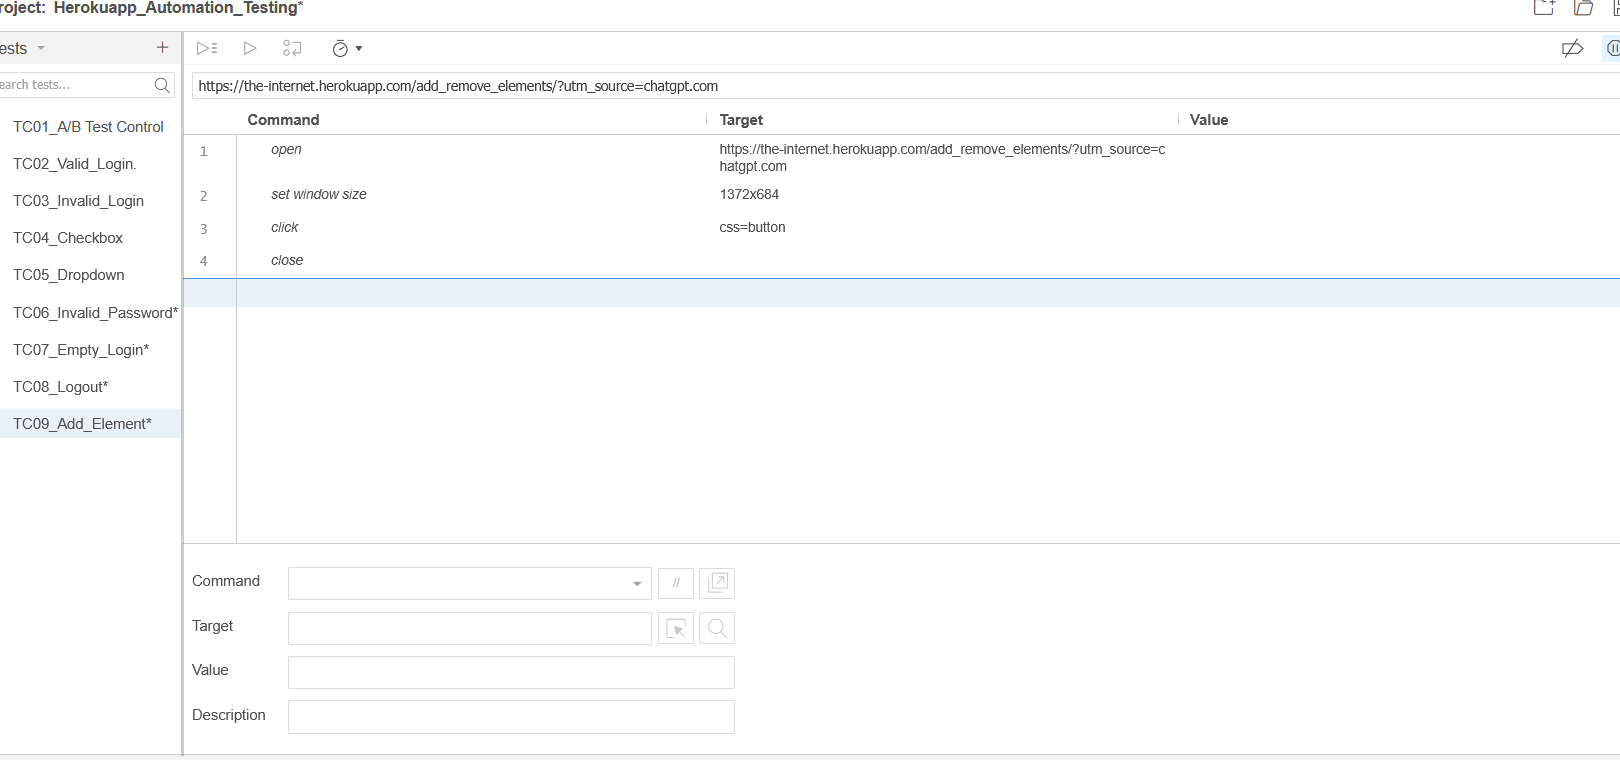 roject: Herokuapp_Automation_Testing*
ests
earch tests...
TC01_A/B Test Control
TC02_Valid_Login.
TC03_Invalid_Login
TC04_Checkbox
TC05_Dropdown
TC06_Invalid_Password*
TC07_Empty_Login*
TC08_Logout*
TC09_Add_Element*
https://the-internet.herokuapp.com/add_remove_elements/?utm_source=chatgpt.com
Command Target Value
1 open https://the-internet.herokuapp.com/add_remove_elements/?utm_source=c
hatgpt.com
2 set window size 1372x684
3 click css=button
4 close
Command //
Target
Value
Description